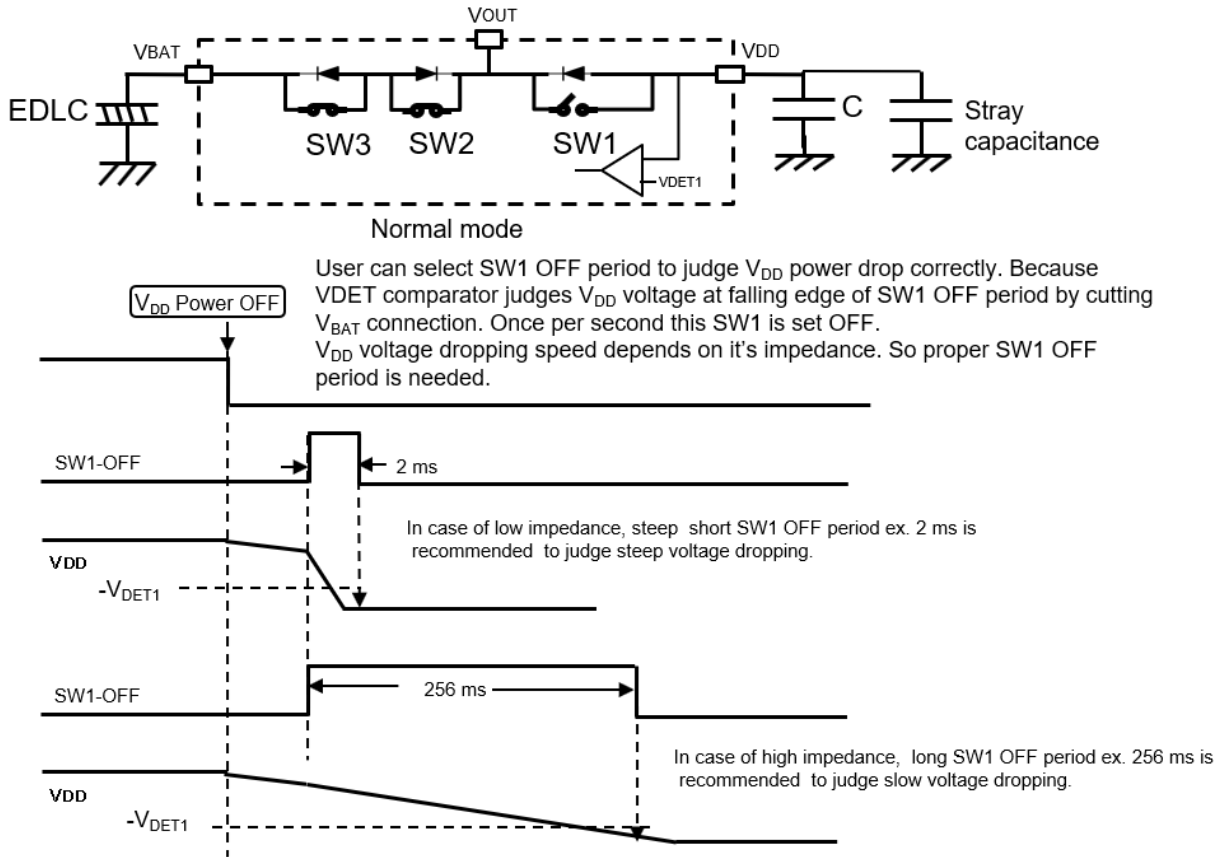 VOUT
VBAT
VDD
EDLC
SW3
SW2
SW1
C
Stray
capacitance
VDET1
Normal mode
User can select SW1 OFF period to judge VDD power drop correctly. Because
VDET comparator judges VDD voltage at falling edge of SW1 OFF period by cutting
VBAT connection. Once per second this SW1 is set OFF.
VDD voltage dropping speed depends on it's impedance. So proper SW1 OFF
period is needed.
VDD Power OFF
SW1-OFF
2 ms
In case of low impedance, steep short SW1 OFF period ex. 2 ms is
recommended to judge steep voltage dropping.
VDD
-VDET1
SW1-OFF
256 ms
In case of high impedance, long SW1 OFF period ex. 256 ms is
recommended to judge slow voltage dropping.
VDD
-VDET1